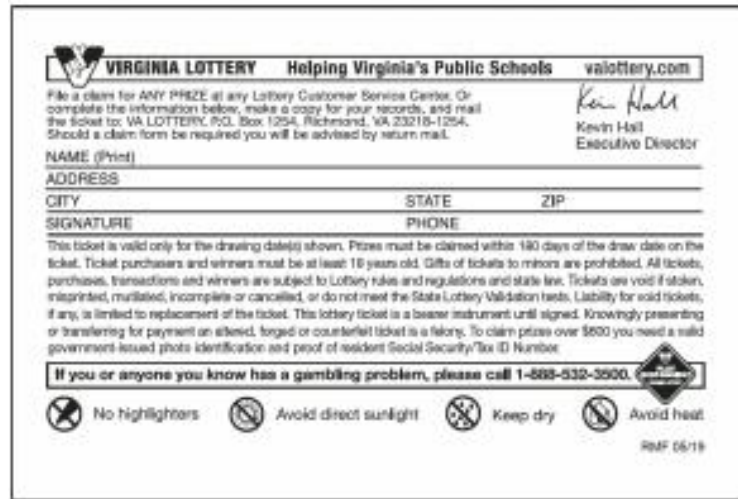 VIRGINIA LOTTERY Helping Virginia's Public Schools valottery.com
File a claim for ANY PRIZE at any Lottery Customer Service Center. Or
complete the information below, make a copy for your records, and mail
the ticket to: VA LOTTERY, P.O. Box 1254, Richmond, VA 23218-1254.
Should a claim form be required you will be advised by return mail.
Kevin Hall
Kevin Hall
Executive Director
NAME (Print)
ADDRESS
CITY STATE ZIP
SIGNATURE PHONE
This ticket is valid only for the drawing date(s) shown. Prizes must be claimed within 180 days of the draw date on the
ticket. Ticket purchasers and winners must be at least 18 years old. Gifts of tickets to minors are prohibited. All tickets,
purchases, transactions and winners are subject to Lottery rules and regulations and state law. Tickets are void if stolen,
misprinted, mutilated, incomplete or cancelled, or do not meet the State Lottery Validation tests. Liability for void tickets,
if any, is limited to replacement of the ticket. This lottery ticket is a bearer instrument until signed. Knowingly presenting
or transferring for payment an altered, forged or counterfeit ticket is a felony. To claim prizes over $600 you need a valid
government-issued photo identification and proof of resident Social Security/Tax ID Number.
If you or anyone you know has a gambling problem, please call 1-888-532-3500.
No highlighters Avoid direct sunlight Keep dry Avoid heat
RMF 05/19